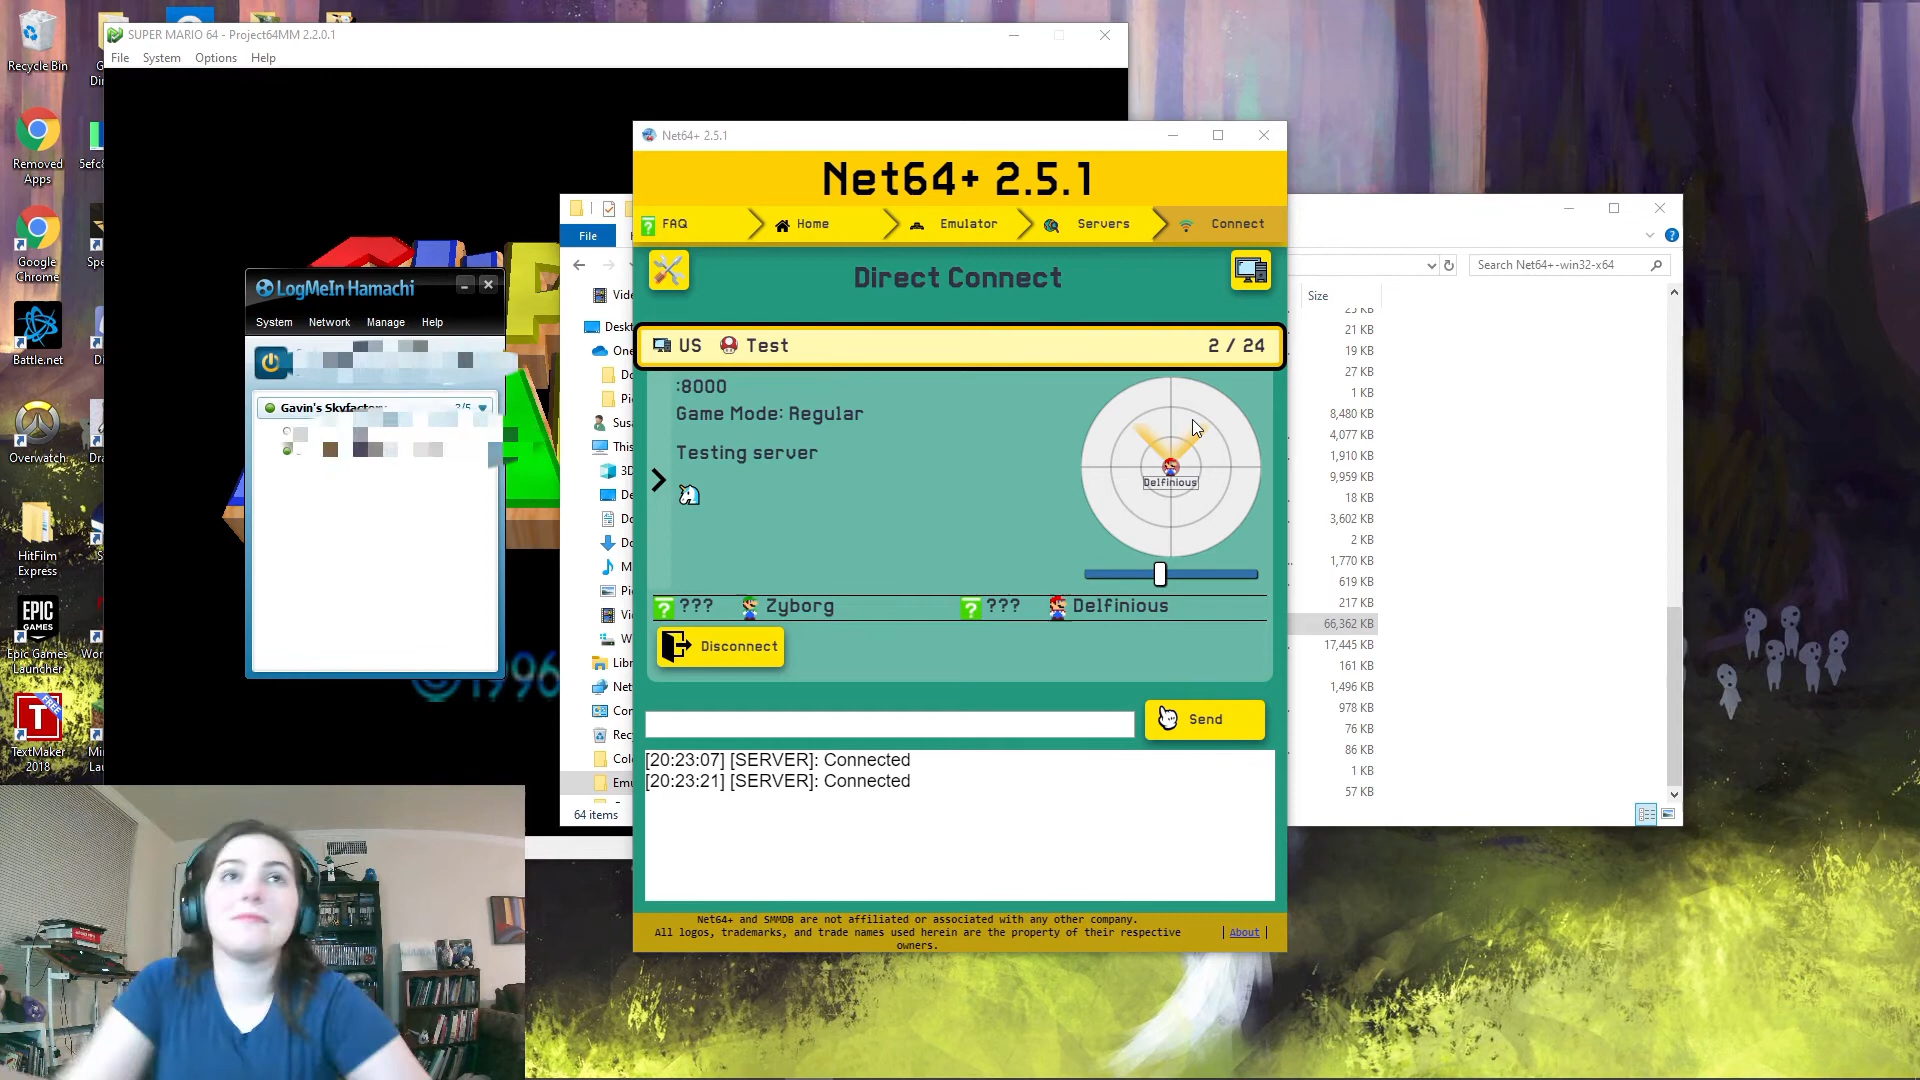 Recycle Bin
Removed
Apps
Google
Chrome
Battle.net
Overwatch
HitFilm
Express
EPIC
GAMES
Epic Games
Launcher
FREE
T
TextMaker
2018
SUPER MARIO 64 - Project64MM 2.2.0.1
File System Options Help
1996
LogMeIn Hamachi
System Network Manage Help
Gavin's Skyfactory
File
Search Net64+-win32-x64
Size
21 KB
19 KB
27 KB
1 KB
8,480 KB
4,077 KB
1,910 KB
9,959 KB
18 KB
3,602 KB
2 KB
1,770 KB
619 KB
217 KB
66,362 KB
17,445 KB
161 KB
1,496 KB
978 KB
76 KB
86 KB
1 KB
57 KB
64 items
Net64+ 2.5.1
Net64+ 2.5.1
FAQ Home Emulator Servers Connect
Direct Connect
US Test 2 / 24
:8000
Game Mode: Regular
Testing server
Delfinious
??? Zyborg ??? Delfinious
Disconnect
Send
[20:23:07] [SERVER]: Connected
[20:23:21] [SERVER]: Connected
Net64+ and SMMDB are not affiliated or associated with any other company.
All logos, trademarks, and trade names used herein are the property of their respective
owners.
| About |